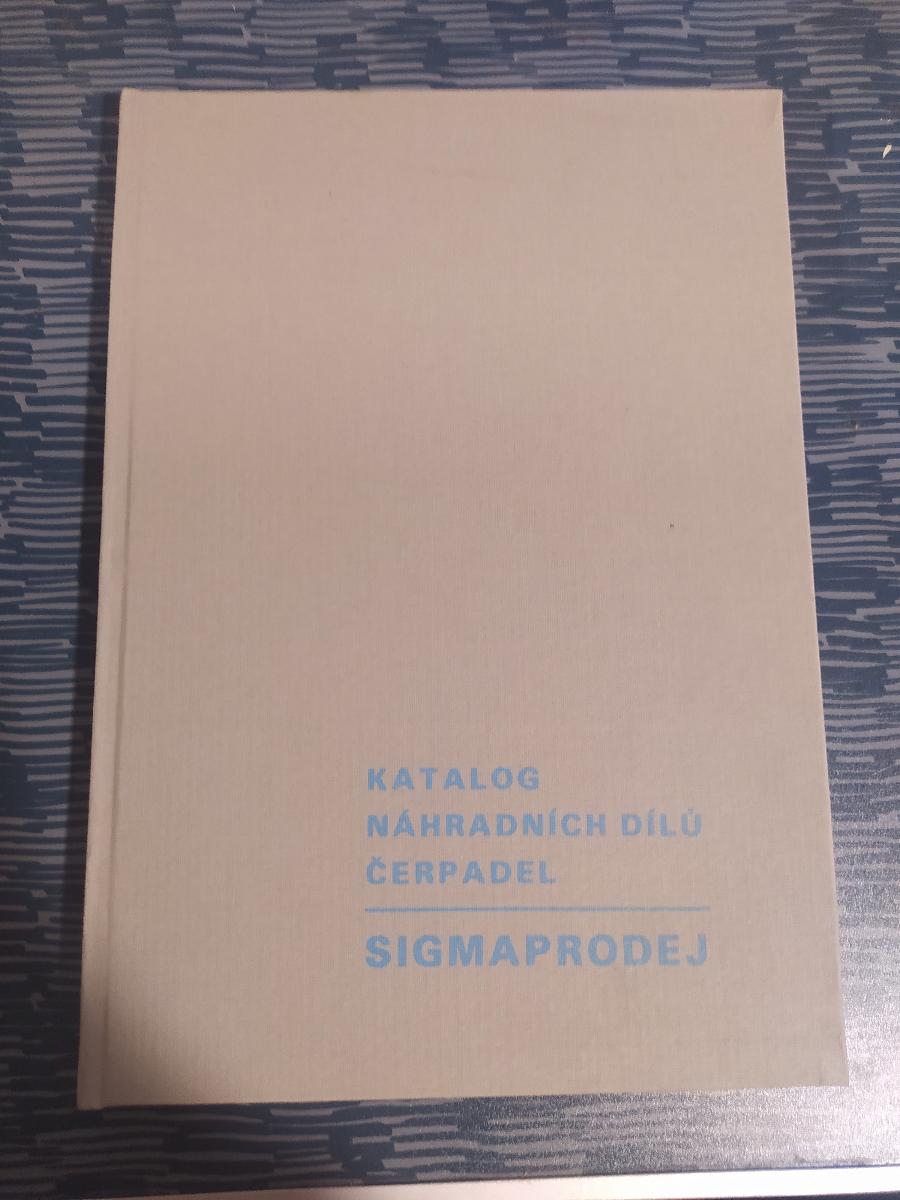 KATALOG
NÁHRADNÍCH DÍLŮ
ČERPADEL
SIGMAPRODEJ